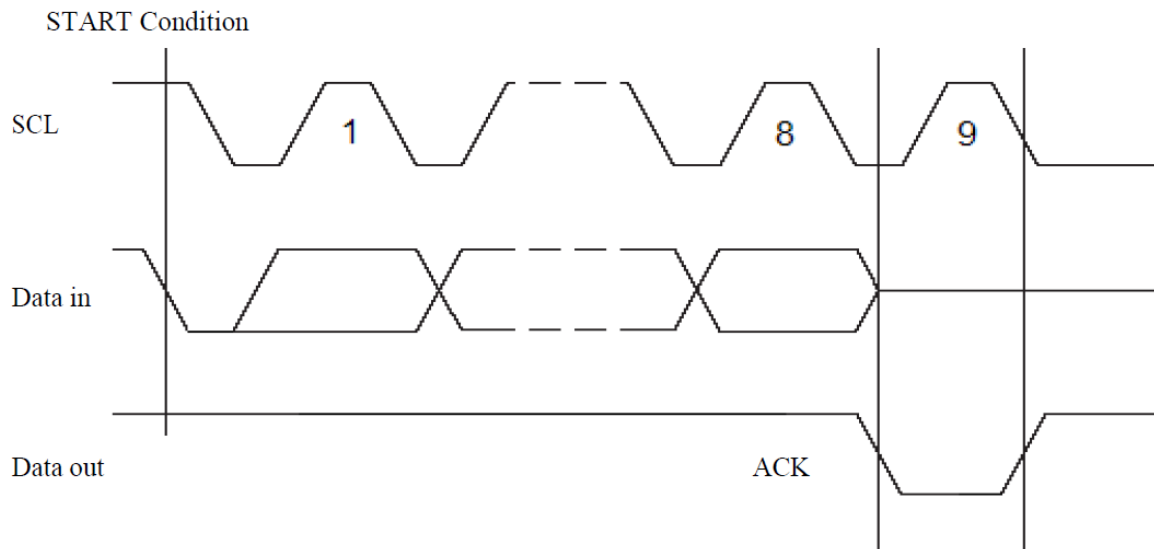 START Condition
SCL
1
8
9
Data in
Data out
ACK